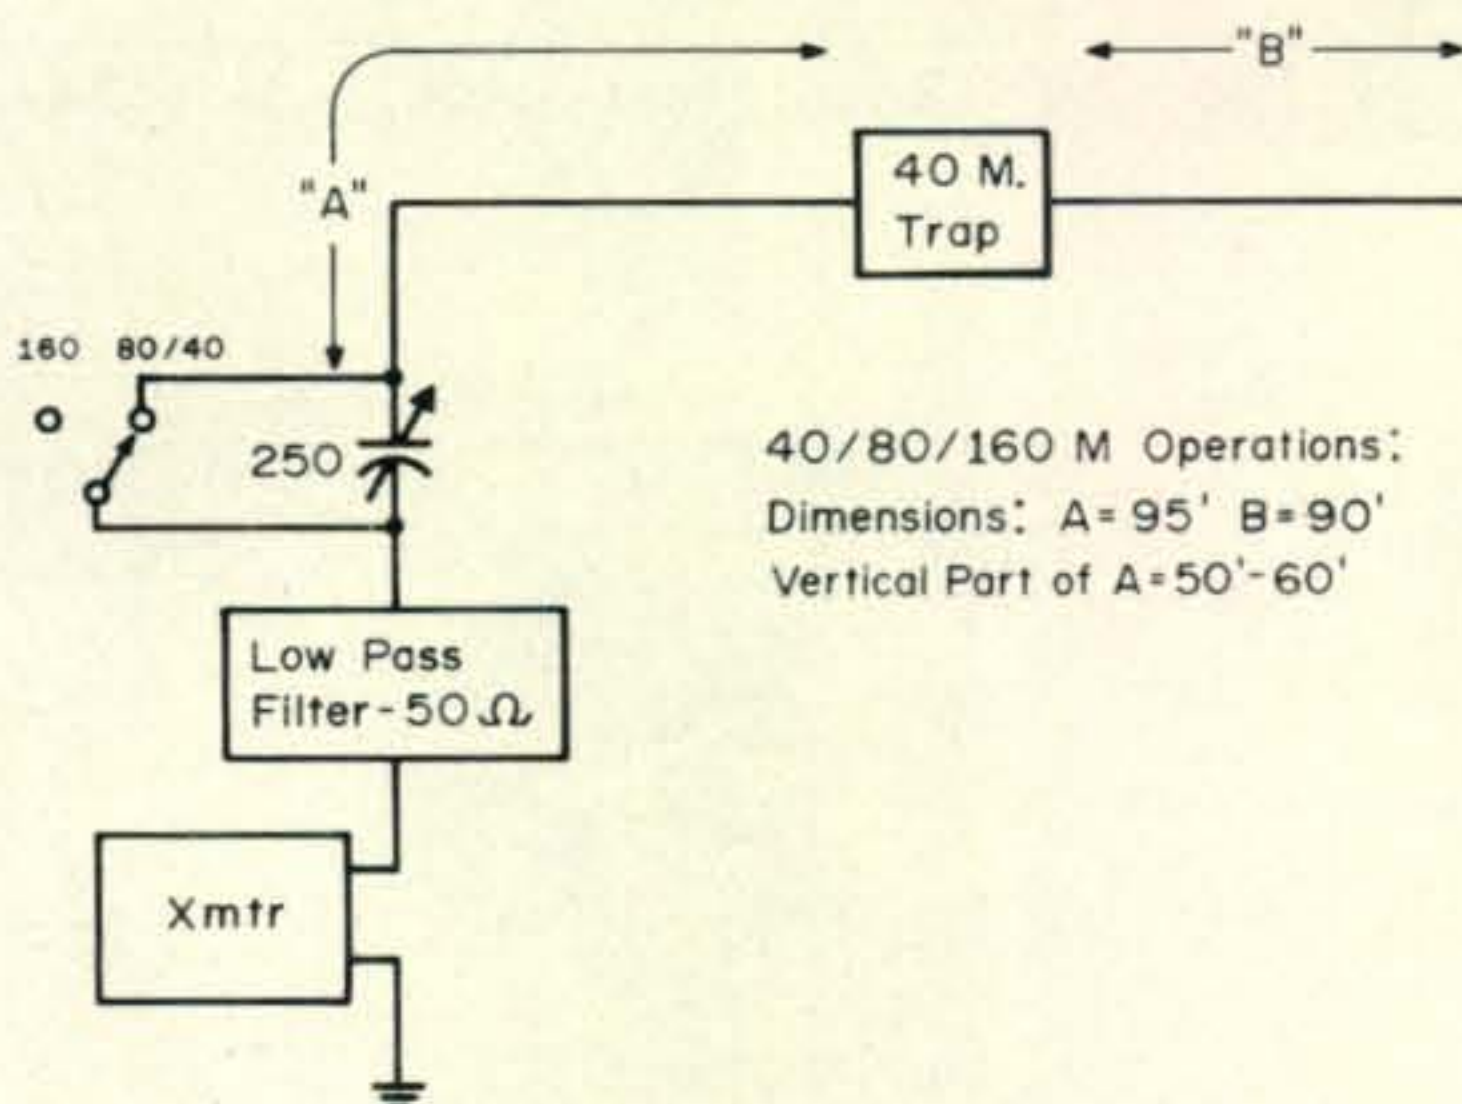 "A"
"B"
40 M.
Trap
160 80/40
250
40/80/160 M Operations:
Dimensions: A=95' B=90'
Vertical Part of A=50'-60'
Low Pass
Filter-50Ω
Xmtr